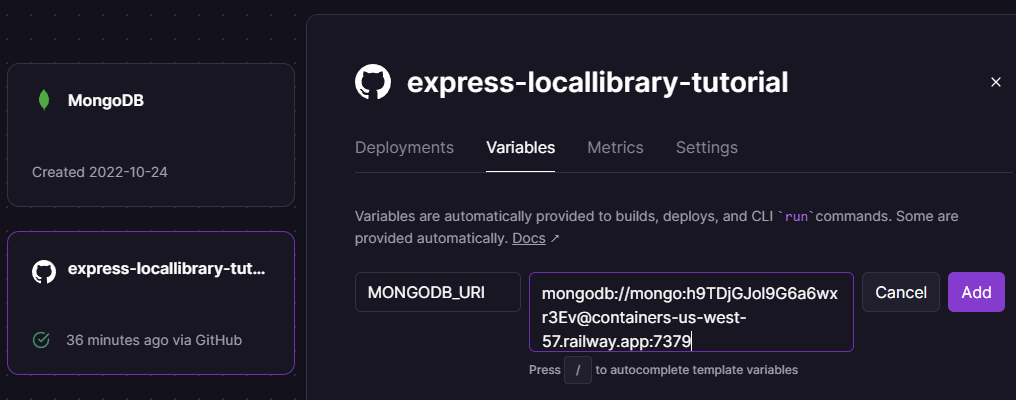 MongoDB
Created 2022-10-24
express-locallibrary-tut...
36 minutes ago via GitHub
express-locallibrary-tutorial
×
Deployments Variables Metrics Settings
Variables are automatically provided to builds, deploys, and CLI `run`commands. Some are
provided automatically. Docs ↗
MONGODB_URI
mongodb://mongo:h9TDjGJol9G6a6wx
r3Ev@containers-us-west-
57.railway.app:7379
Cancel Add
Press / to autocomplete template variables